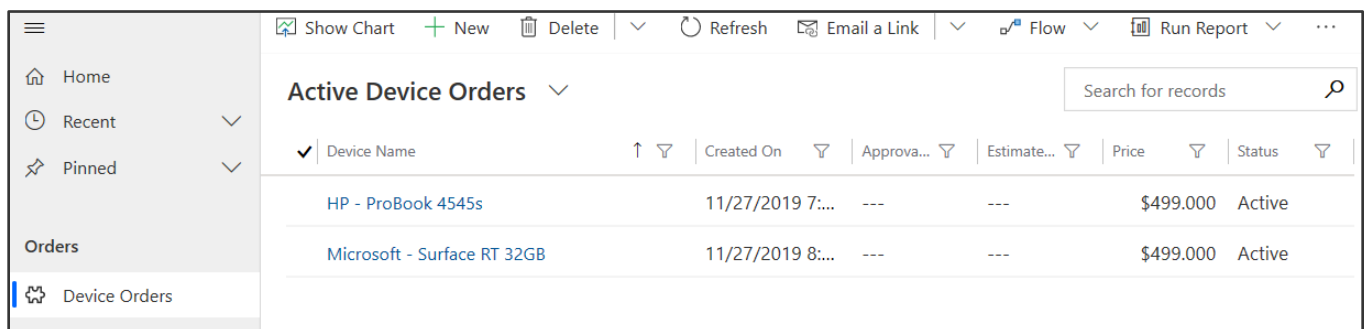 Show Chart New Delete Refresh Email a Link Flow Run Report ...
Home
Recent
Pinned
Orders
Device Orders
Active Device Orders
Search for records
Device Name Created On Approva... Estimate... Price Status
HP - ProBook 4545s 11/27/2019 7:... --- --- $499.000 Active
Microsoft - Surface RT 32GB 11/27/2019 8:... --- --- $499.000 Active